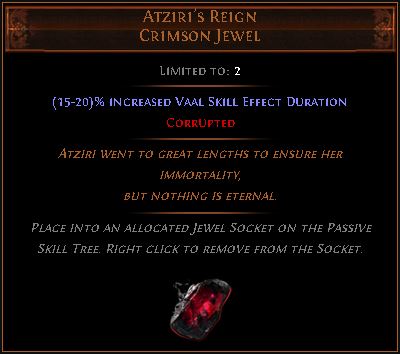 Atziri's Reign
Crimson Jewel
Limited to: 2
(15-20)% increased Vaal Skill Effect Duration
Corrupted
Atziri went to great lengths to ensure her
immortality,
but nothing is eternal.
Place into an allocated Jewel Socket on the Passive
Skill Tree. Right click to remove from the Socket.